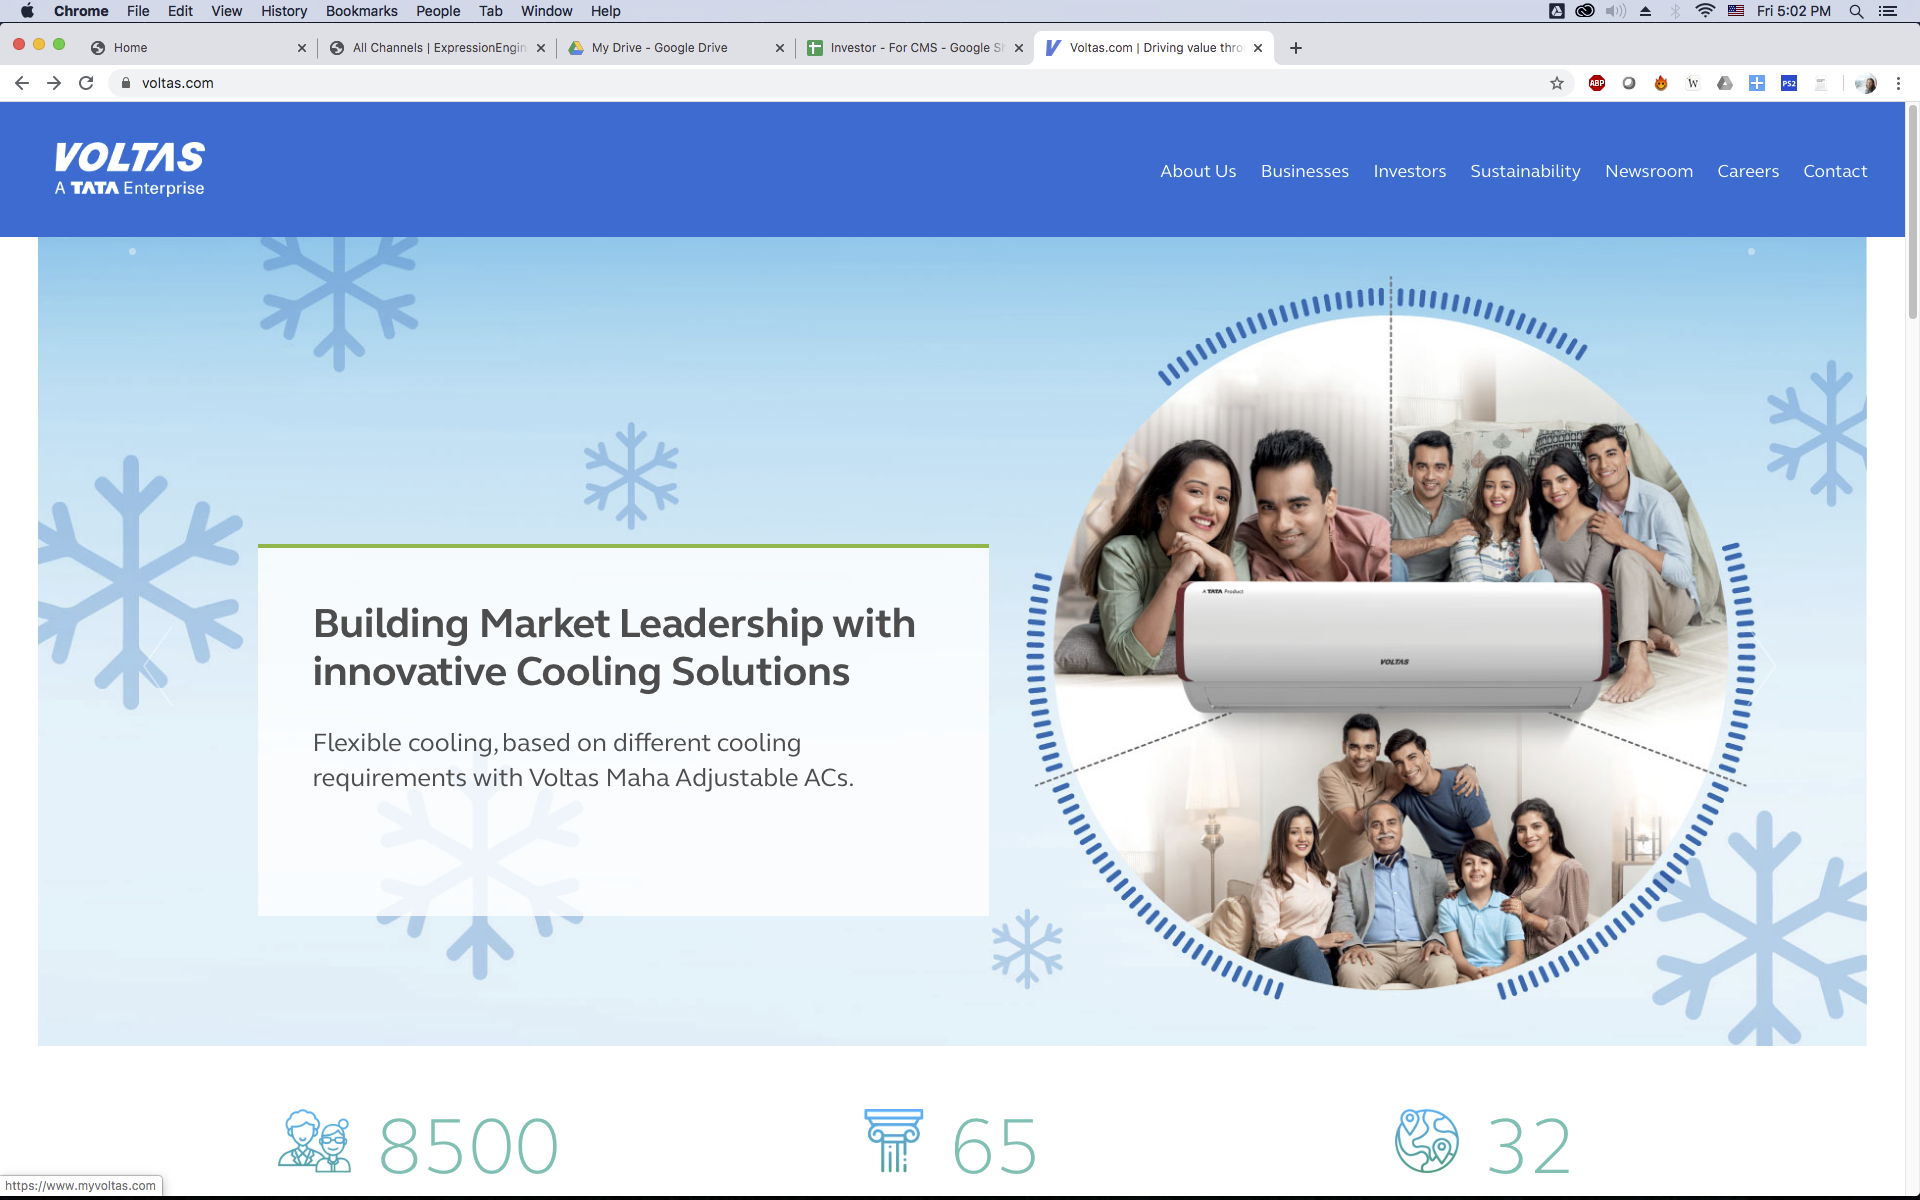 Chrome File Edit View History Bookmarks People Tab Window Help Fri 5:02 PM
Home All Channels | ExpressionEngin My Drive - Google Drive Investor - For CMS - Google Sh Voltas.com | Driving value thro
voltas.com ABP W PS2
VOLTAS
A TATA Enterprise
About Us Businesses Investors Sustainability Newsroom Careers Contact
Building Market Leadership with
innovative Cooling Solutions
Flexible cooling, based on different cooling
requirements with Voltas Maha Adjustable ACs.
A TATA Product
VOLTAS
8500 65 32
https://www.myvoltas.com